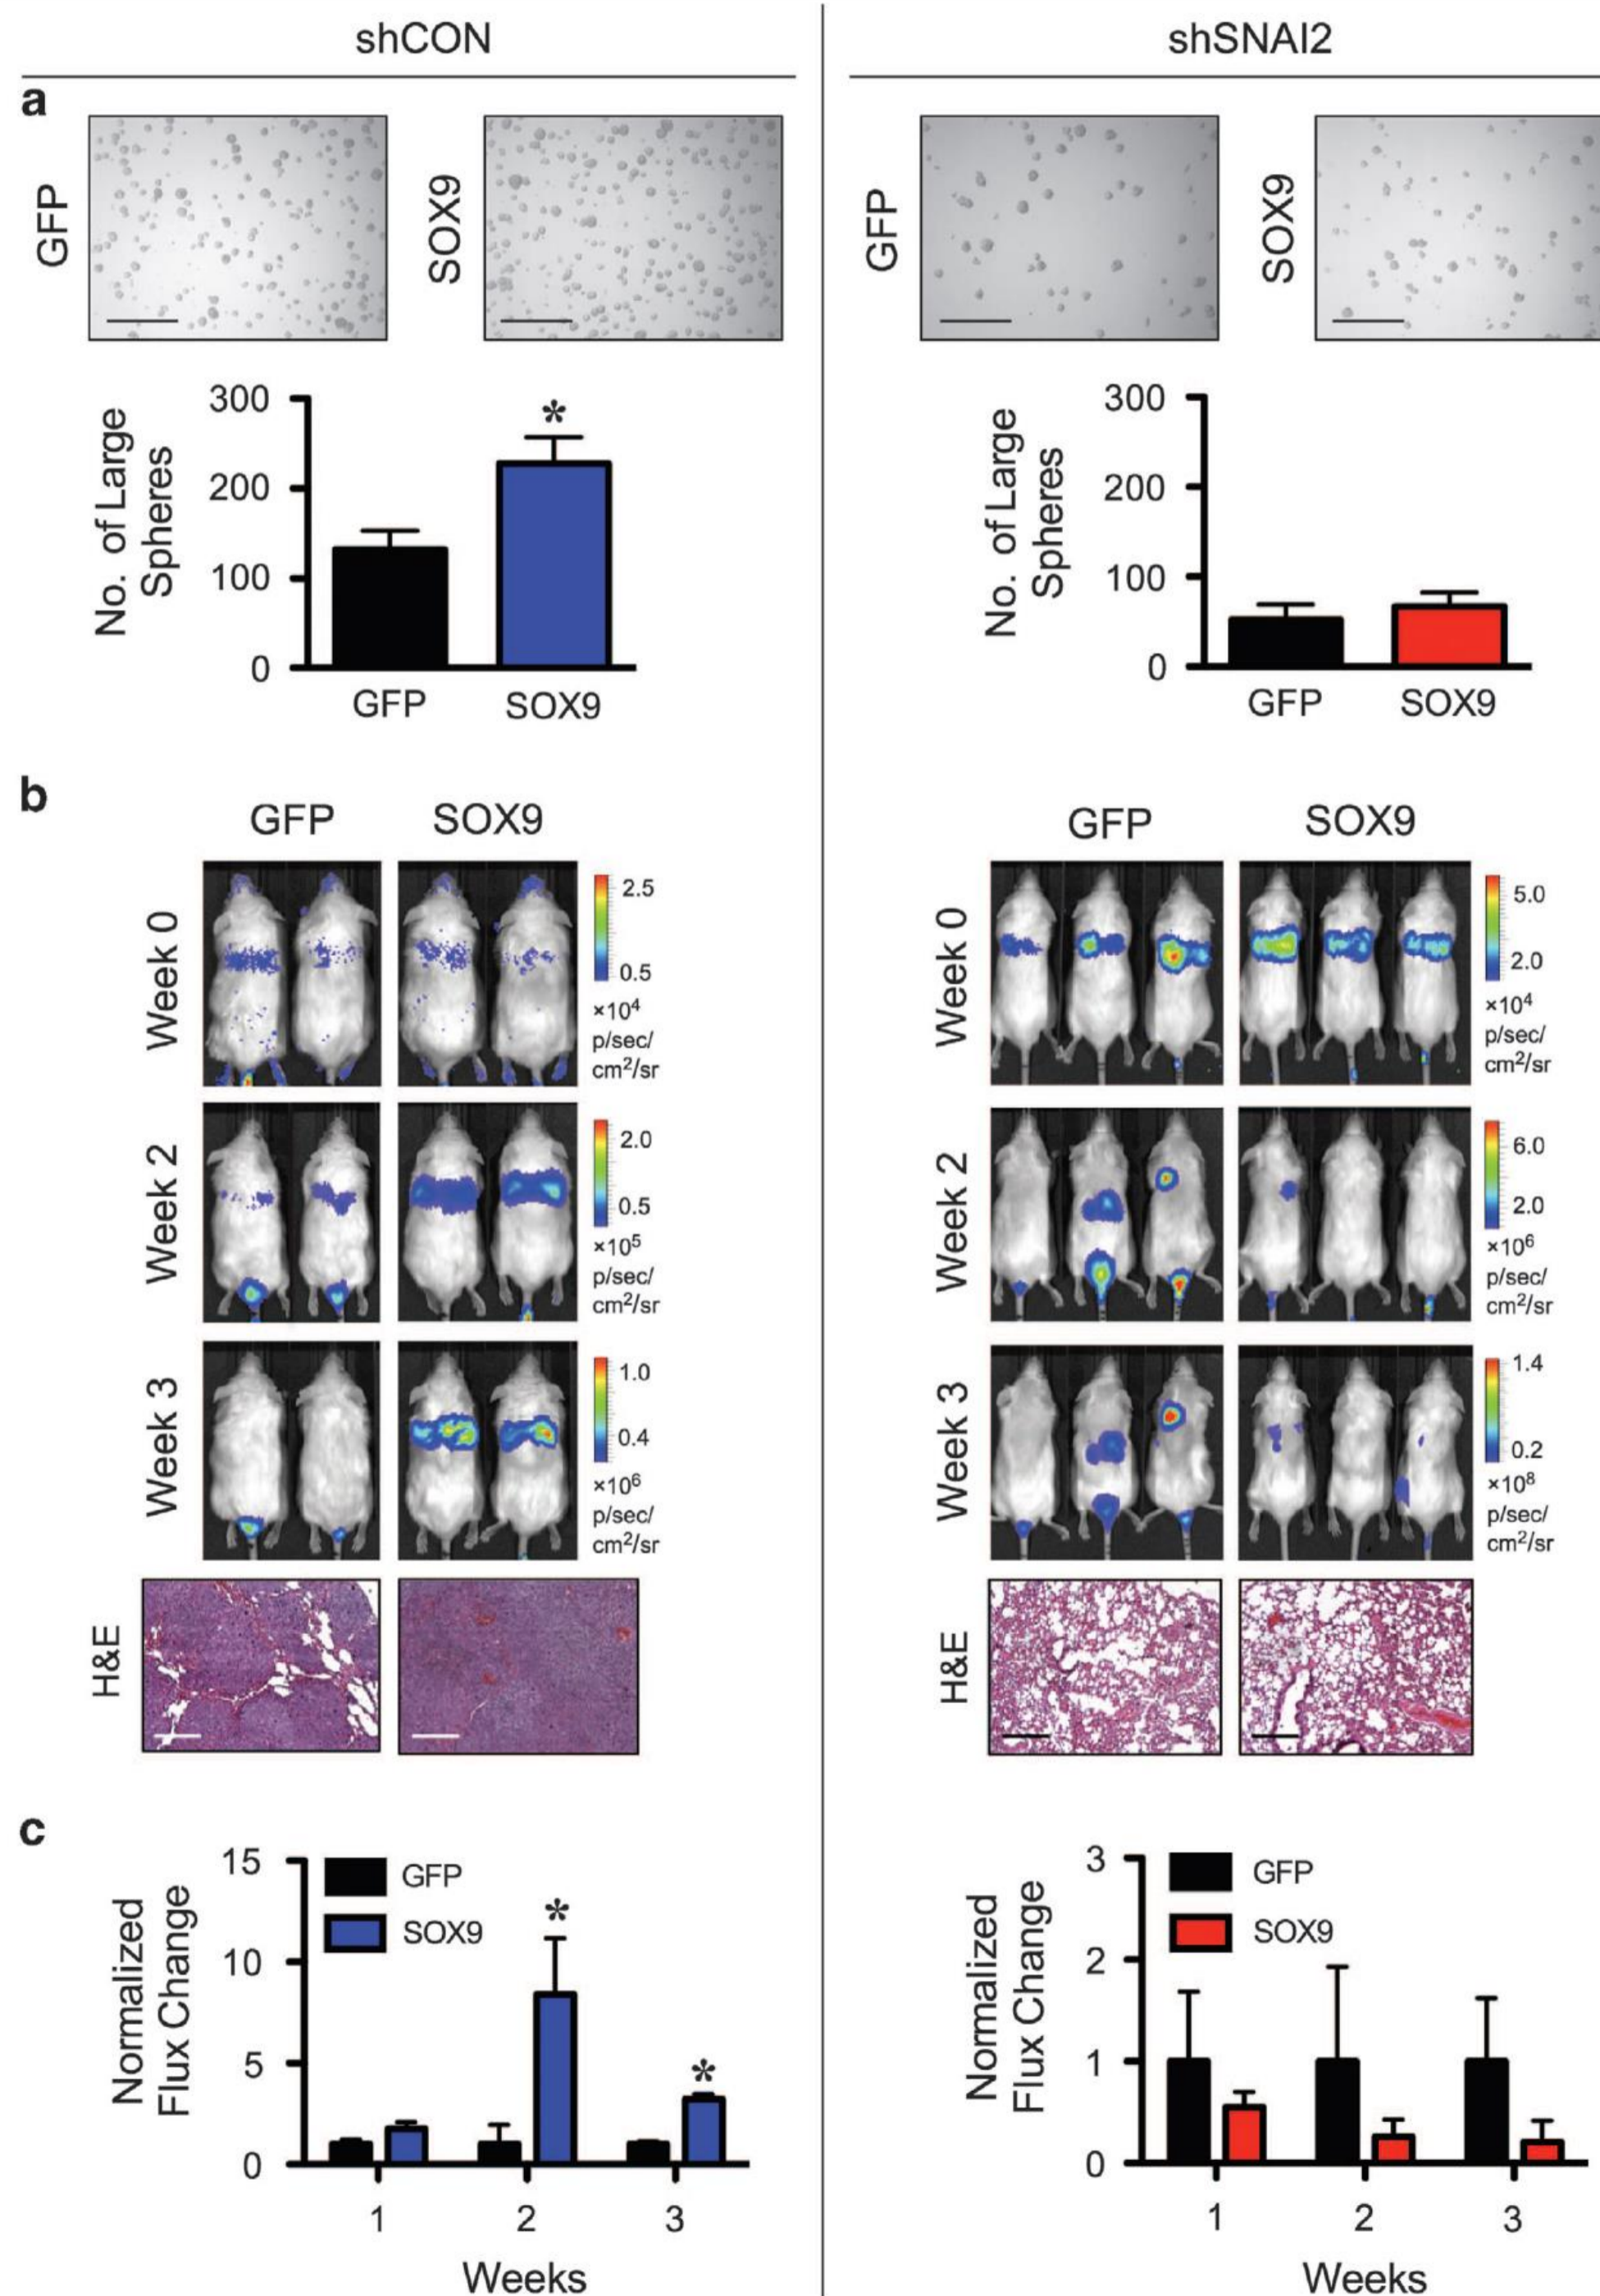 shCON
shSNAI2
a
GFP
SOX9
GFP
SOX9
No. of Large
Spheres
300
200
100
0
*
GFP
SOX9
No. of Large
Spheres
300
200
100
0
GFP
SOX9
b
GFP
SOX9
Week 0
2.5
0.5
×10⁴
p/sec/
cm²/sr
Week 2
2.0
0.5
×10⁵
p/sec/
cm²/sr
Week 3
1.0
0.4
×10⁶
p/sec/
cm²/sr
H&E
GFP
SOX9
Week 0
5.0
2.0
×10⁴
p/sec/
cm²/sr
Week 2
6.0
2.0
×10⁶
p/sec/
cm²/sr
Week 3
1.4
0.2
×10⁸
p/sec/
cm²/sr
H&E
c
Normalized
Flux Change
15
10
5
0
GFP
SOX9
*
*
1
2
3
Weeks
Normalized
Flux Change
3
2
1
0
GFP
SOX9
1
2
3
Weeks